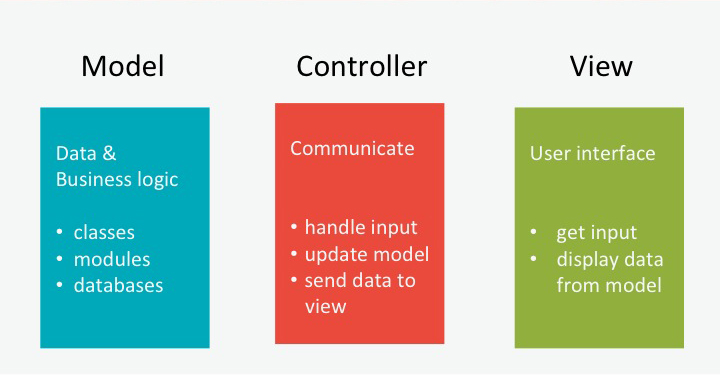 Model
Data &
Business logic
• classes
• modules
• databases
Controller
Communicate
• handle input
• update model
• send data to
view
View
User interface
• get input
• display data
from model